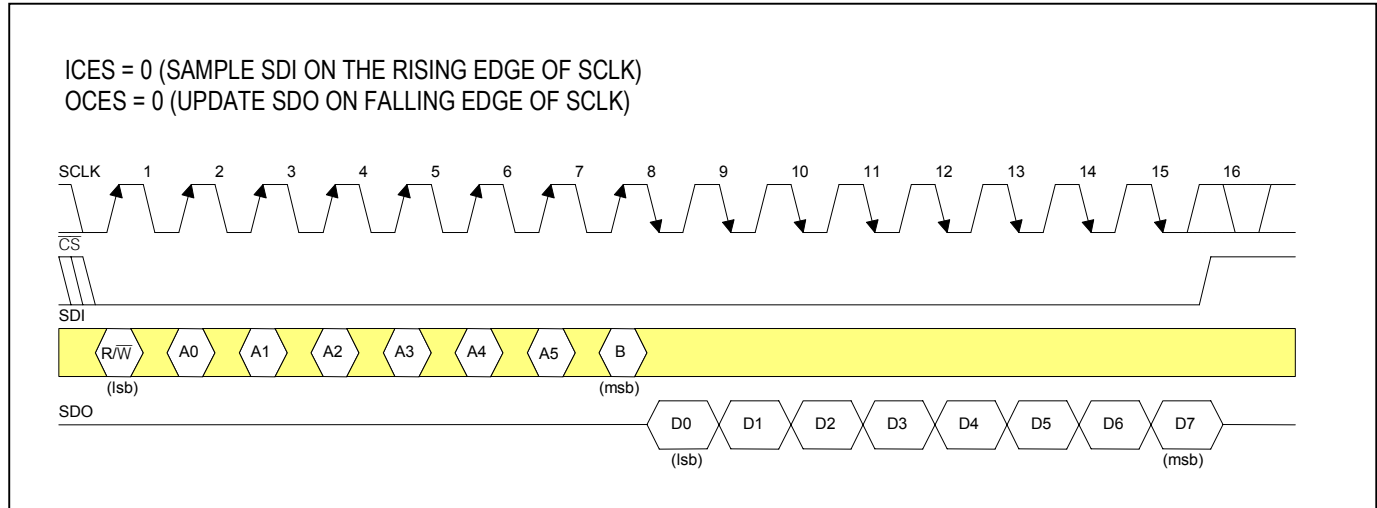 ICES = 0 (SAMPLE SDI ON THE RISING EDGE OF SCLK)
OCES = 0 (UPDATE SDO ON FALLING EDGE OF SCLK)
SCLK 1 2 3 4 5 6 7 8 9 10 11 12 13 14 15 16
C̅S̅
SDI
R/W̅ A0 A1 A2 A3 A4 A5 B
(lsb) (msb)
SDO
D0 D1 D2 D3 D4 D5 D6 D7
(lsb) (msb)